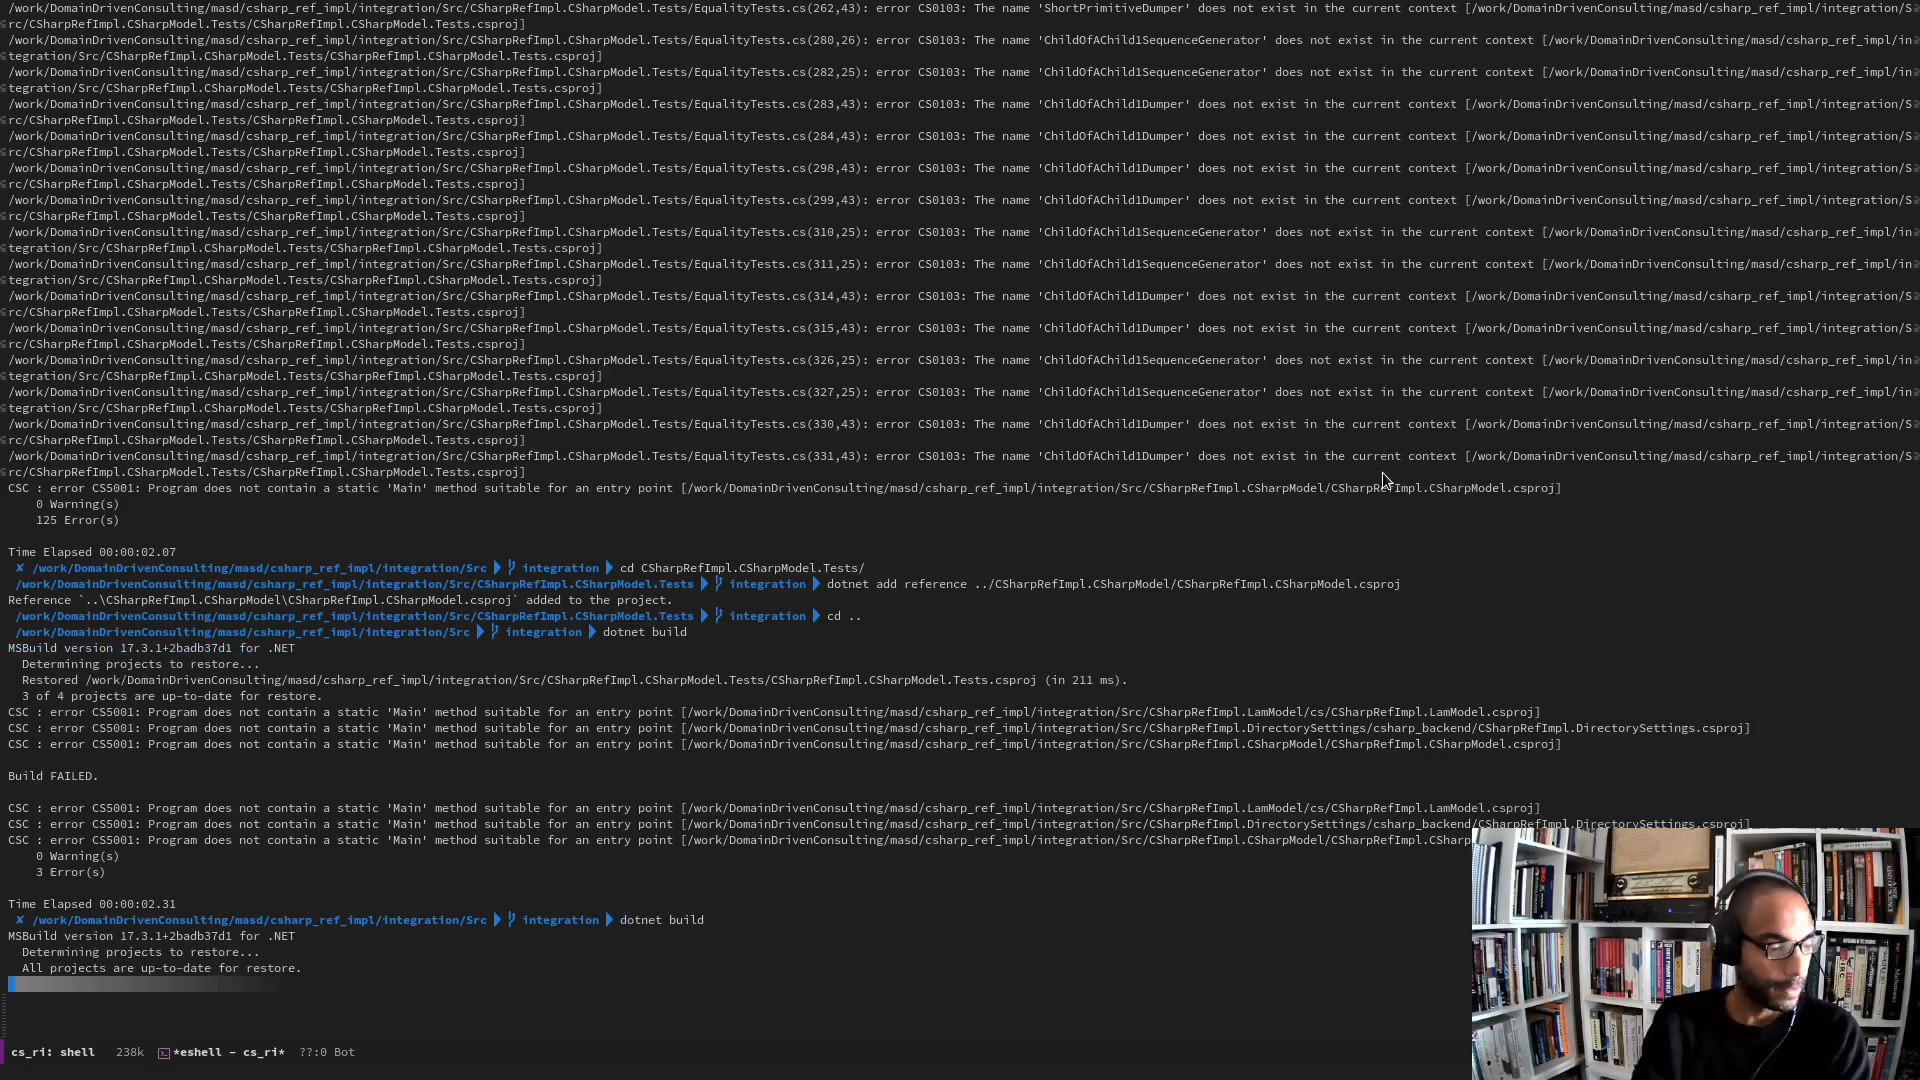 /work/DomainDrivenConsulting/masd/csharp_ref_impl/integration/Src/CSharpRefImpl.CSharpModel.Tests/EqualityTests.cs(262,43): error CS0103: The name 'ShortPrimitiveDumper' does not exist in the current context [/work/DomainDrivenConsulting/masd/csharp_ref_impl/integration/S
rc/CSharpRefImpl.CSharpModel.Tests/CSharpRefImpl.CSharpModel.Tests.csproj]
/work/DomainDrivenConsulting/masd/csharp_ref_impl/integration/Src/CSharpRefImpl.CSharpModel.Tests/EqualityTests.cs(280,26): error CS0103: The name 'ChildOfAChild1SequenceGenerator' does not exist in the current context [/work/DomainDrivenConsulting/masd/csharp_ref_impl/in
tegration/Src/CSharpRefImpl.CSharpModel.Tests/CSharpRefImpl.CSharpModel.Tests.csproj]
/work/DomainDrivenConsulting/masd/csharp_ref_impl/integration/Src/CSharpRefImpl.CSharpModel.Tests/EqualityTests.cs(282,25): error CS0103: The name 'ChildOfAChild1SequenceGenerator' does not exist in the current context [/work/DomainDrivenConsulting/masd/csharp_ref_impl/in
tegration/Src/CSharpRefImpl.CSharpModel.Tests/CSharpRefImpl.CSharpModel.Tests.csproj]
/work/DomainDrivenConsulting/masd/csharp_ref_impl/integration/Src/CSharpRefImpl.CSharpModel.Tests/EqualityTests.cs(283,43): error CS0103: The name 'ChildOfAChild1Dumper' does not exist in the current context [/work/DomainDrivenConsulting/masd/csharp_ref_impl/integration/S
rc/CSharpRefImpl.CSharpModel.Tests/CSharpRefImpl.CSharpModel.Tests.csproj]
/work/DomainDrivenConsulting/masd/csharp_ref_impl/integration/Src/CSharpRefImpl.CSharpModel.Tests/EqualityTests.cs(284,43): error CS0103: The name 'ChildOfAChild1Dumper' does not exist in the current context [/work/DomainDrivenConsulting/masd/csharp_ref_impl/integration/S
rc/CSharpRefImpl.CSharpModel.Tests/CSharpRefImpl.CSharpModel.Tests.csproj]
/work/DomainDrivenConsulting/masd/csharp_ref_impl/integration/Src/CSharpRefImpl.CSharpModel.Tests/EqualityTests.cs(298,43): error CS0103: The name 'ChildOfAChild1Dumper' does not exist in the current context [/work/DomainDrivenConsulting/masd/csharp_ref_impl/integration/S
rc/CSharpRefImpl.CSharpModel.Tests/CSharpRefImpl.CSharpModel.Tests.csproj]
/work/DomainDrivenConsulting/masd/csharp_ref_impl/integration/Src/CSharpRefImpl.CSharpModel.Tests/EqualityTests.cs(299,43): error CS0103: The name 'ChildOfAChild1Dumper' does not exist in the current context [/work/DomainDrivenConsulting/masd/csharp_ref_impl/integration/S
rc/CSharpRefImpl.CSharpModel.Tests/CSharpRefImpl.CSharpModel.Tests.csproj]
/work/DomainDrivenConsulting/masd/csharp_ref_impl/integration/Src/CSharpRefImpl.CSharpModel.Tests/EqualityTests.cs(310,25): error CS0103: The name 'ChildOfAChild1SequenceGenerator' does not exist in the current context [/work/DomainDrivenConsulting/masd/csharp_ref_impl/in
tegration/Src/CSharpRefImpl.CSharpModel.Tests/CSharpRefImpl.CSharpModel.Tests.csproj]
/work/DomainDrivenConsulting/masd/csharp_ref_impl/integration/Src/CSharpRefImpl.CSharpModel.Tests/EqualityTests.cs(311,25): error CS0103: The name 'ChildOfAChild1SequenceGenerator' does not exist in the current context [/work/DomainDrivenConsulting/masd/csharp_ref_impl/in
tegration/Src/CSharpRefImpl.CSharpModel.Tests/CSharpRefImpl.CSharpModel.Tests.csproj]
/work/DomainDrivenConsulting/masd/csharp_ref_impl/integration/Src/CSharpRefImpl.CSharpModel.Tests/EqualityTests.cs(314,43): error CS0103: The name 'ChildOfAChild1Dumper' does not exist in the current context [/work/DomainDrivenConsulting/masd/csharp_ref_impl/integration/S
rc/CSharpRefImpl.CSharpModel.Tests/CSharpRefImpl.CSharpModel.Tests.csproj]
/work/DomainDrivenConsulting/masd/csharp_ref_impl/integration/Src/CSharpRefImpl.CSharpModel.Tests/EqualityTests.cs(315,43): error CS0103: The name 'ChildOfAChild1Dumper' does not exist in the current context [/work/DomainDrivenConsulting/masd/csharp_ref_impl/integration/S
rc/CSharpRefImpl.CSharpModel.Tests/CSharpRefImpl.CSharpModel.Tests.csproj]
/work/DomainDrivenConsulting/masd/csharp_ref_impl/integration/Src/CSharpRefImpl.CSharpModel.Tests/EqualityTests.cs(326,25): error CS0103: The name 'ChildOfAChild1SequenceGenerator' does not exist in the current context [/work/DomainDrivenConsulting/masd/csharp_ref_impl/in
tegration/Src/CSharpRefImpl.CSharpModel.Tests/CSharpRefImpl.CSharpModel.Tests.csproj]
/work/DomainDrivenConsulting/masd/csharp_ref_impl/integration/Src/CSharpRefImpl.CSharpModel.Tests/EqualityTests.cs(327,25): error CS0103: The name 'ChildOfAChild1SequenceGenerator' does not exist in the current context [/work/DomainDrivenConsulting/masd/csharp_ref_impl/in
tegration/Src/CSharpRefImpl.CSharpModel.Tests/CSharpRefImpl.CSharpModel.Tests.csproj]
/work/DomainDrivenConsulting/masd/csharp_ref_impl/integration/Src/CSharpRefImpl.CSharpModel.Tests/EqualityTests.cs(330,43): error CS0103: The name 'ChildOfAChild1Dumper' does not exist in the current context [/work/DomainDrivenConsulting/masd/csharp_ref_impl/integration/S
rc/CSharpRefImpl.CSharpModel.Tests/CSharpRefImpl.CSharpModel.Tests.csproj]
/work/DomainDrivenConsulting/masd/csharp_ref_impl/integration/Src/CSharpRefImpl.CSharpModel.Tests/EqualityTests.cs(331,43): error CS0103: The name 'ChildOfAChild1Dumper' does not exist in the current context [/work/DomainDrivenConsulting/masd/csharp_ref_impl/integration/S
rc/CSharpRefImpl.CSharpModel.Tests/CSharpRefImpl.CSharpModel.Tests.csproj]
CSC : error CS5001: Program does not contain a static 'Main' method suitable for an entry point [/work/DomainDrivenConsulting/masd/csharp_ref_impl/integration/Src/CSharpRefImpl.CSharpModel/CSharpRefImpl.CSharpModel.csproj]
0 Warning(s)
125 Error(s)
Time Elapsed 00:00:02.07
✘ /work/DomainDrivenConsulting/masd/csharp_ref_impl/integration/Src integration cd CSharpRefImpl.CSharpModel.Tests/
/work/DomainDrivenConsulting/masd/csharp_ref_impl/integration/Src/CSharpRefImpl.CSharpModel.Tests integration dotnet add reference ../CSharpRefImpl.CSharpModel/CSharpRefImpl.CSharpModel.csproj
Reference `..\CSharpRefImpl.CSharpModel\CSharpRefImpl.CSharpModel.csproj` added to the project.
/work/DomainDrivenConsulting/masd/csharp_ref_impl/integration/Src/CSharpRefImpl.CSharpModel.Tests integration cd ..
/work/DomainDrivenConsulting/masd/csharp_ref_impl/integration/Src integration dotnet build
MSBuild version 17.3.1+2badb37d1 for .NET
Determining projects to restore...
Restored /work/DomainDrivenConsulting/masd/csharp_ref_impl/integration/Src/CSharpRefImpl.CSharpModel.Tests/CSharpRefImpl.CSharpModel.Tests.csproj (in 211 ms).
3 of 4 projects are up-to-date for restore.
CSC : error CS5001: Program does not contain a static 'Main' method suitable for an entry point [/work/DomainDrivenConsulting/masd/csharp_ref_impl/integration/Src/CSharpRefImpl.LamModel/cs/CSharpRefImpl.LamModel.csproj]
CSC : error CS5001: Program does not contain a static 'Main' method suitable for an entry point [/work/DomainDrivenConsulting/masd/csharp_ref_impl/integration/Src/CSharpRefImpl.DirectorySettings/csharp_backend/CSharpRefImpl.DirectorySettings.csproj]
CSC : error CS5001: Program does not contain a static 'Main' method suitable for an entry point [/work/DomainDrivenConsulting/masd/csharp_ref_impl/integration/Src/CSharpRefImpl.CSharpModel/CSharpRefImpl.CSharpModel.csproj]
Build FAILED.
CSC : error CS5001: Program does not contain a static 'Main' method suitable for an entry point [/work/DomainDrivenConsulting/masd/csharp_ref_impl/integration/Src/CSharpRefImpl.LamModel/cs/CSharpRefImpl.LamModel.csproj]
CSC : error CS5001: Program does not contain a static 'Main' method suitable for an entry point [/work/DomainDrivenConsulting/masd/csharp_ref_impl/integration/Src/CSharpRefImpl.DirectorySettings/csharp_backend/CSharpRefImpl.DirectorySettings.csproj]
CSC : error CS5001: Program does not contain a static 'Main' method suitable for an entry point [/work/DomainDrivenConsulting/masd/csharp_ref_impl/integration/Src/CSharpRefImpl.CSharpModel/CSharp
0 Warning(s)
3 Error(s)
Time Elapsed 00:00:02.31
✘ /work/DomainDrivenConsulting/masd/csharp_ref_impl/integration/Src integration dotnet build
MSBuild version 17.3.1+2badb37d1 for .NET
Determining projects to restore...
All projects are up-to-date for restore.
cs_ri: shell 238k *eshell - cs_ri* ??:0 Bot